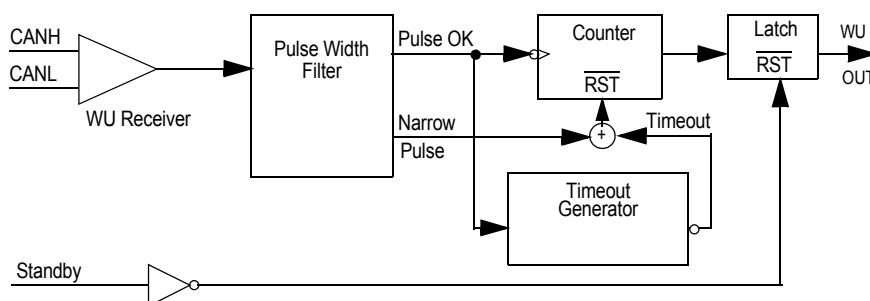 CANH
CANL
WU Receiver
Pulse Width
Filter
Pulse OK
Narrow
Pulse
Counter
RST
+
Timeout
Timeout
Generator
Latch
RST
WU
OUT
Standby